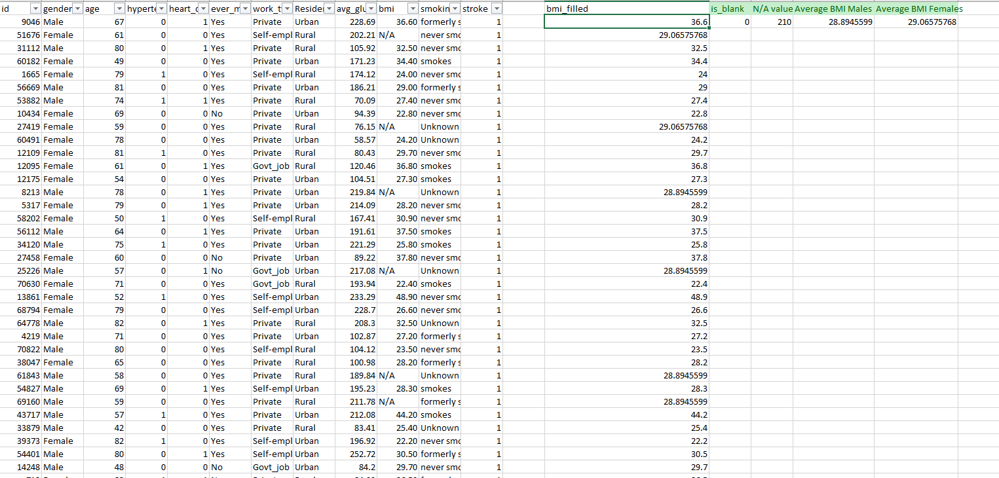 id gender age hyperte heart_c ever_m work_t Reside avg_glu bmi smokin stroke bmi_filled is_blank N/A value Average BMI Males Average BMI Females
9046 Male 67 0 1 Yes Private Urban 228.69 36.60 formerly s 1 36.6 0 210 28.8945599 29.06575768
51676 Female 61 0 0 Yes Self-empl Rural 202.21 N/A never smo 1 29.06575768
31112 Male 80 0 1 Yes Private Rural 105.92 32.50 never smo 1 32.5
60182 Female 49 0 0 Yes Private Urban 171.23 34.40 smokes 1 34.4
1665 Female 79 1 0 Yes Self-empl Rural 174.12 24.00 never smo 1 24
56669 Male 81 0 0 Yes Private Urban 186.21 29.00 formerly s 1 29
53882 Male 74 1 1 Yes Private Rural 70.09 27.40 never smo 1 27.4
10434 Female 69 0 0 No Private Urban 94.39 22.80 never smo 1 22.8
27419 Female 59 0 0 Yes Private Rural 76.15 N/A Unknown 1 29.06575768
60491 Female 78 0 0 Yes Private Urban 58.57 24.20 Unknown 1 24.2
12109 Female 81 1 0 Yes Private Rural 80.43 29.70 never smo 1 29.7
12095 Female 61 0 1 Yes Govt_job Rural 120.46 36.80 smokes 1 36.8
12175 Female 54 0 0 Yes Private Urban 104.51 27.30 smokes 1 27.3
8213 Male 78 0 1 Yes Private Urban 219.84 N/A Unknown 1 28.8945599
5317 Female 79 0 1 Yes Private Urban 214.09 28.20 never smo 1 28.2
58202 Female 50 1 0 Yes Self-empl Rural 167.41 30.90 never smo 1 30.9
56112 Male 64 0 1 Yes Private Urban 191.61 37.50 smokes 1 37.5
34120 Male 75 1 0 Yes Private Urban 221.29 25.80 smokes 1 25.8
27458 Female 60 0 0 No Private Urban 89.22 37.80 never smo 1 37.8
25226 Male 57 0 1 No Govt_job Urban 217.08 N/A Unknown 1 28.8945599
70630 Female 71 0 0 Yes Govt_job Rural 193.94 22.40 smokes 1 22.4
13861 Female 52 1 0 Yes Self-empl Urban 233.29 48.90 never smo 1 48.9
68794 Female 79 0 0 Yes Self-empl Urban 228.7 26.60 never smo 1 26.6
64778 Male 82 0 1 Yes Private Rural 208.3 32.50 Unknown 1 32.5
4219 Male 71 0 0 Yes Private Urban 102.87 27.20 formerly s 1 27.2
70822 Male 80 0 0 Yes Self-empl Rural 104.12 23.50 never smo 1 23.5
38047 Female 65 0 0 Yes Private Rural 100.98 28.20 formerly s 1 28.2
61843 Male 58 0 0 Yes Private Rural 189.84 N/A Unknown 1 28.8945599
54827 Male 69 0 1 Yes Self-empl Urban 195.23 28.30 smokes 1 28.3
69160 Male 59 0 0 Yes Private Rural 211.78 N/A formerly s 1 28.8945599
43717 Male 57 1 0 Yes Private Urban 212.08 44.20 smokes 1 44.2
33879 Male 42 0 0 Yes Private Rural 83.41 25.40 Unknown 1 25.4
39373 Female 82 1 0 Yes Self-empl Urban 196.92 22.20 never smo 1 22.2
54401 Male 80 0 1 Yes Self-empl Urban 252.72 30.50 formerly s 1 30.5
14248 Male 48 0 0 No Govt_job Urban 84.2 29.70 never smo 1 29.7